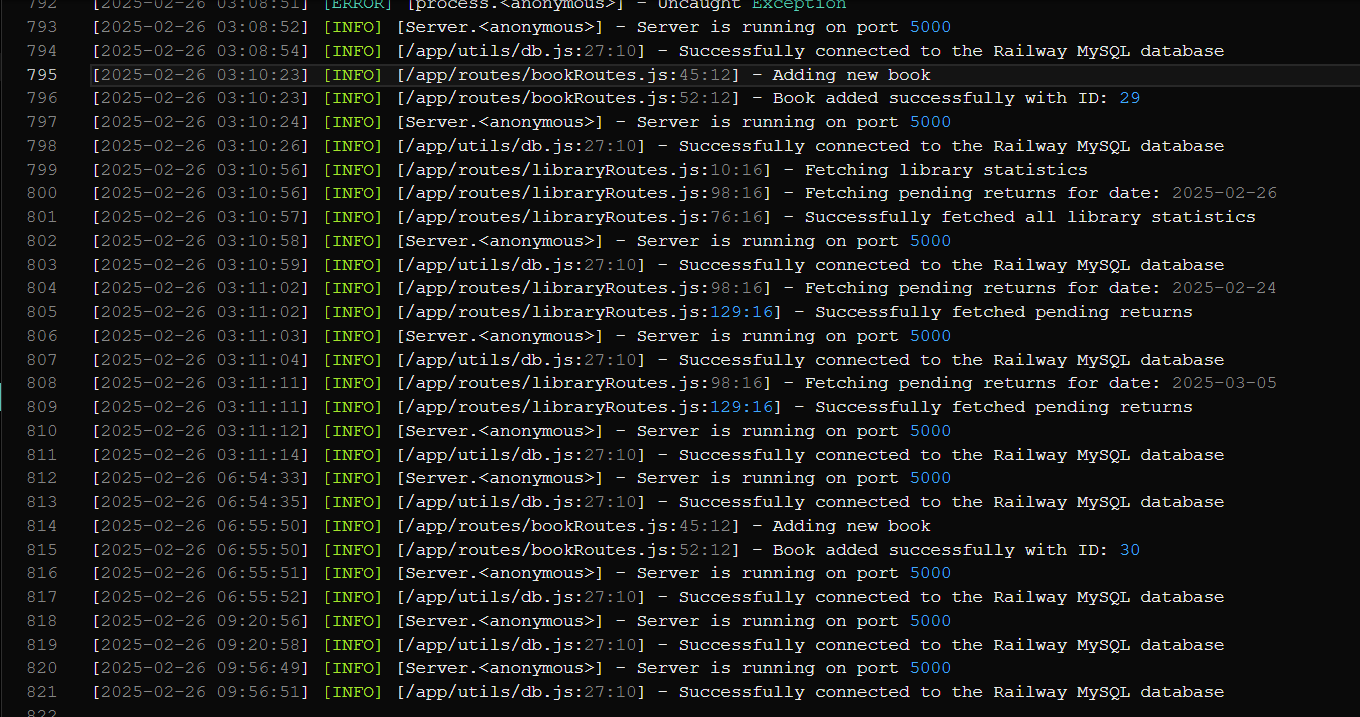 792 [2025-02-26 03:08:51] [ERROR] [process.<anonymous>] - Uncaught Exception
793 [2025-02-26 03:08:52] [INFO] [Server.<anonymous>] - Server is running on port 5000
794 [2025-02-26 03:08:54] [INFO] [/app/utils/db.js:27:10] - Successfully connected to the Railway MySQL database
795 [2025-02-26 03:10:23] [INFO] [/app/routes/bookRoutes.js:45:12] - Adding new book
796 [2025-02-26 03:10:23] [INFO] [/app/routes/bookRoutes.js:52:12] - Book added successfully with ID: 29
797 [2025-02-26 03:10:24] [INFO] [Server.<anonymous>] - Server is running on port 5000
798 [2025-02-26 03:10:26] [INFO] [/app/utils/db.js:27:10] - Successfully connected to the Railway MySQL database
799 [2025-02-26 03:10:56] [INFO] [/app/routes/libraryRoutes.js:10:16] - Fetching library statistics
800 [2025-02-26 03:10:56] [INFO] [/app/routes/libraryRoutes.js:98:16] - Fetching pending returns for date: 2025-02-26
801 [2025-02-26 03:10:57] [INFO] [/app/routes/libraryRoutes.js:76:16] - Successfully fetched all library statistics
802 [2025-02-26 03:10:58] [INFO] [Server.<anonymous>] - Server is running on port 5000
803 [2025-02-26 03:10:59] [INFO] [/app/utils/db.js:27:10] - Successfully connected to the Railway MySQL database
804 [2025-02-26 03:11:02] [INFO] [/app/routes/libraryRoutes.js:98:16] - Fetching pending returns for date: 2025-02-24
805 [2025-02-26 03:11:02] [INFO] [/app/routes/libraryRoutes.js:129:16] - Successfully fetched pending returns
806 [2025-02-26 03:11:03] [INFO] [Server.<anonymous>] - Server is running on port 5000
807 [2025-02-26 03:11:04] [INFO] [/app/utils/db.js:27:10] - Successfully connected to the Railway MySQL database
808 [2025-02-26 03:11:11] [INFO] [/app/routes/libraryRoutes.js:98:16] - Fetching pending returns for date: 2025-03-05
809 [2025-02-26 03:11:11] [INFO] [/app/routes/libraryRoutes.js:129:16] - Successfully fetched pending returns
810 [2025-02-26 03:11:12] [INFO] [Server.<anonymous>] - Server is running on port 5000
811 [2025-02-26 03:11:14] [INFO] [/app/utils/db.js:27:10] - Successfully connected to the Railway MySQL database
812 [2025-02-26 06:54:33] [INFO] [Server.<anonymous>] - Server is running on port 5000
813 [2025-02-26 06:54:35] [INFO] [/app/utils/db.js:27:10] - Successfully connected to the Railway MySQL database
814 [2025-02-26 06:55:50] [INFO] [/app/routes/bookRoutes.js:45:12] - Adding new book
815 [2025-02-26 06:55:50] [INFO] [/app/routes/bookRoutes.js:52:12] - Book added successfully with ID: 30
816 [2025-02-26 06:55:51] [INFO] [Server.<anonymous>] - Server is running on port 5000
817 [2025-02-26 06:55:52] [INFO] [/app/utils/db.js:27:10] - Successfully connected to the Railway MySQL database
818 [2025-02-26 09:20:56] [INFO] [Server.<anonymous>] - Server is running on port 5000
819 [2025-02-26 09:20:58] [INFO] [/app/utils/db.js:27:10] - Successfully connected to the Railway MySQL database
820 [2025-02-26 09:56:49] [INFO] [Server.<anonymous>] - Server is running on port 5000
821 [2025-02-26 09:56:51] [INFO] [/app/utils/db.js:27:10] - Successfully connected to the Railway MySQL database
822